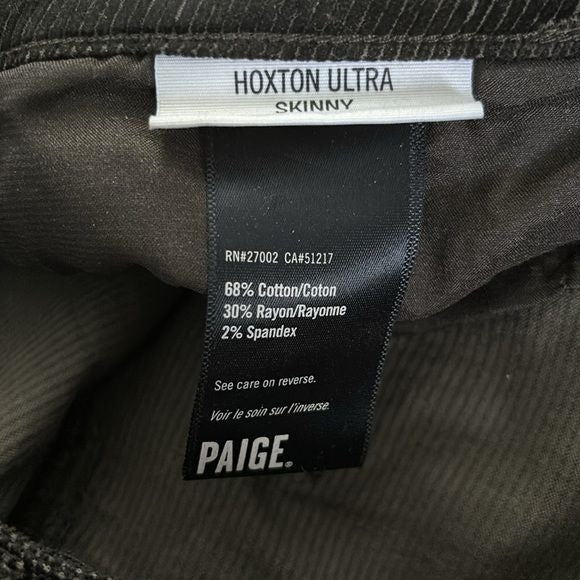 HOXTON ULTRA
SKINNY
RN#27002 CA#51217
68% Cotton/Coton
30% Rayon/Rayonne
2% Spandex
See care on reverse.
Voir le soin sur l'inverse.
PAIGE®